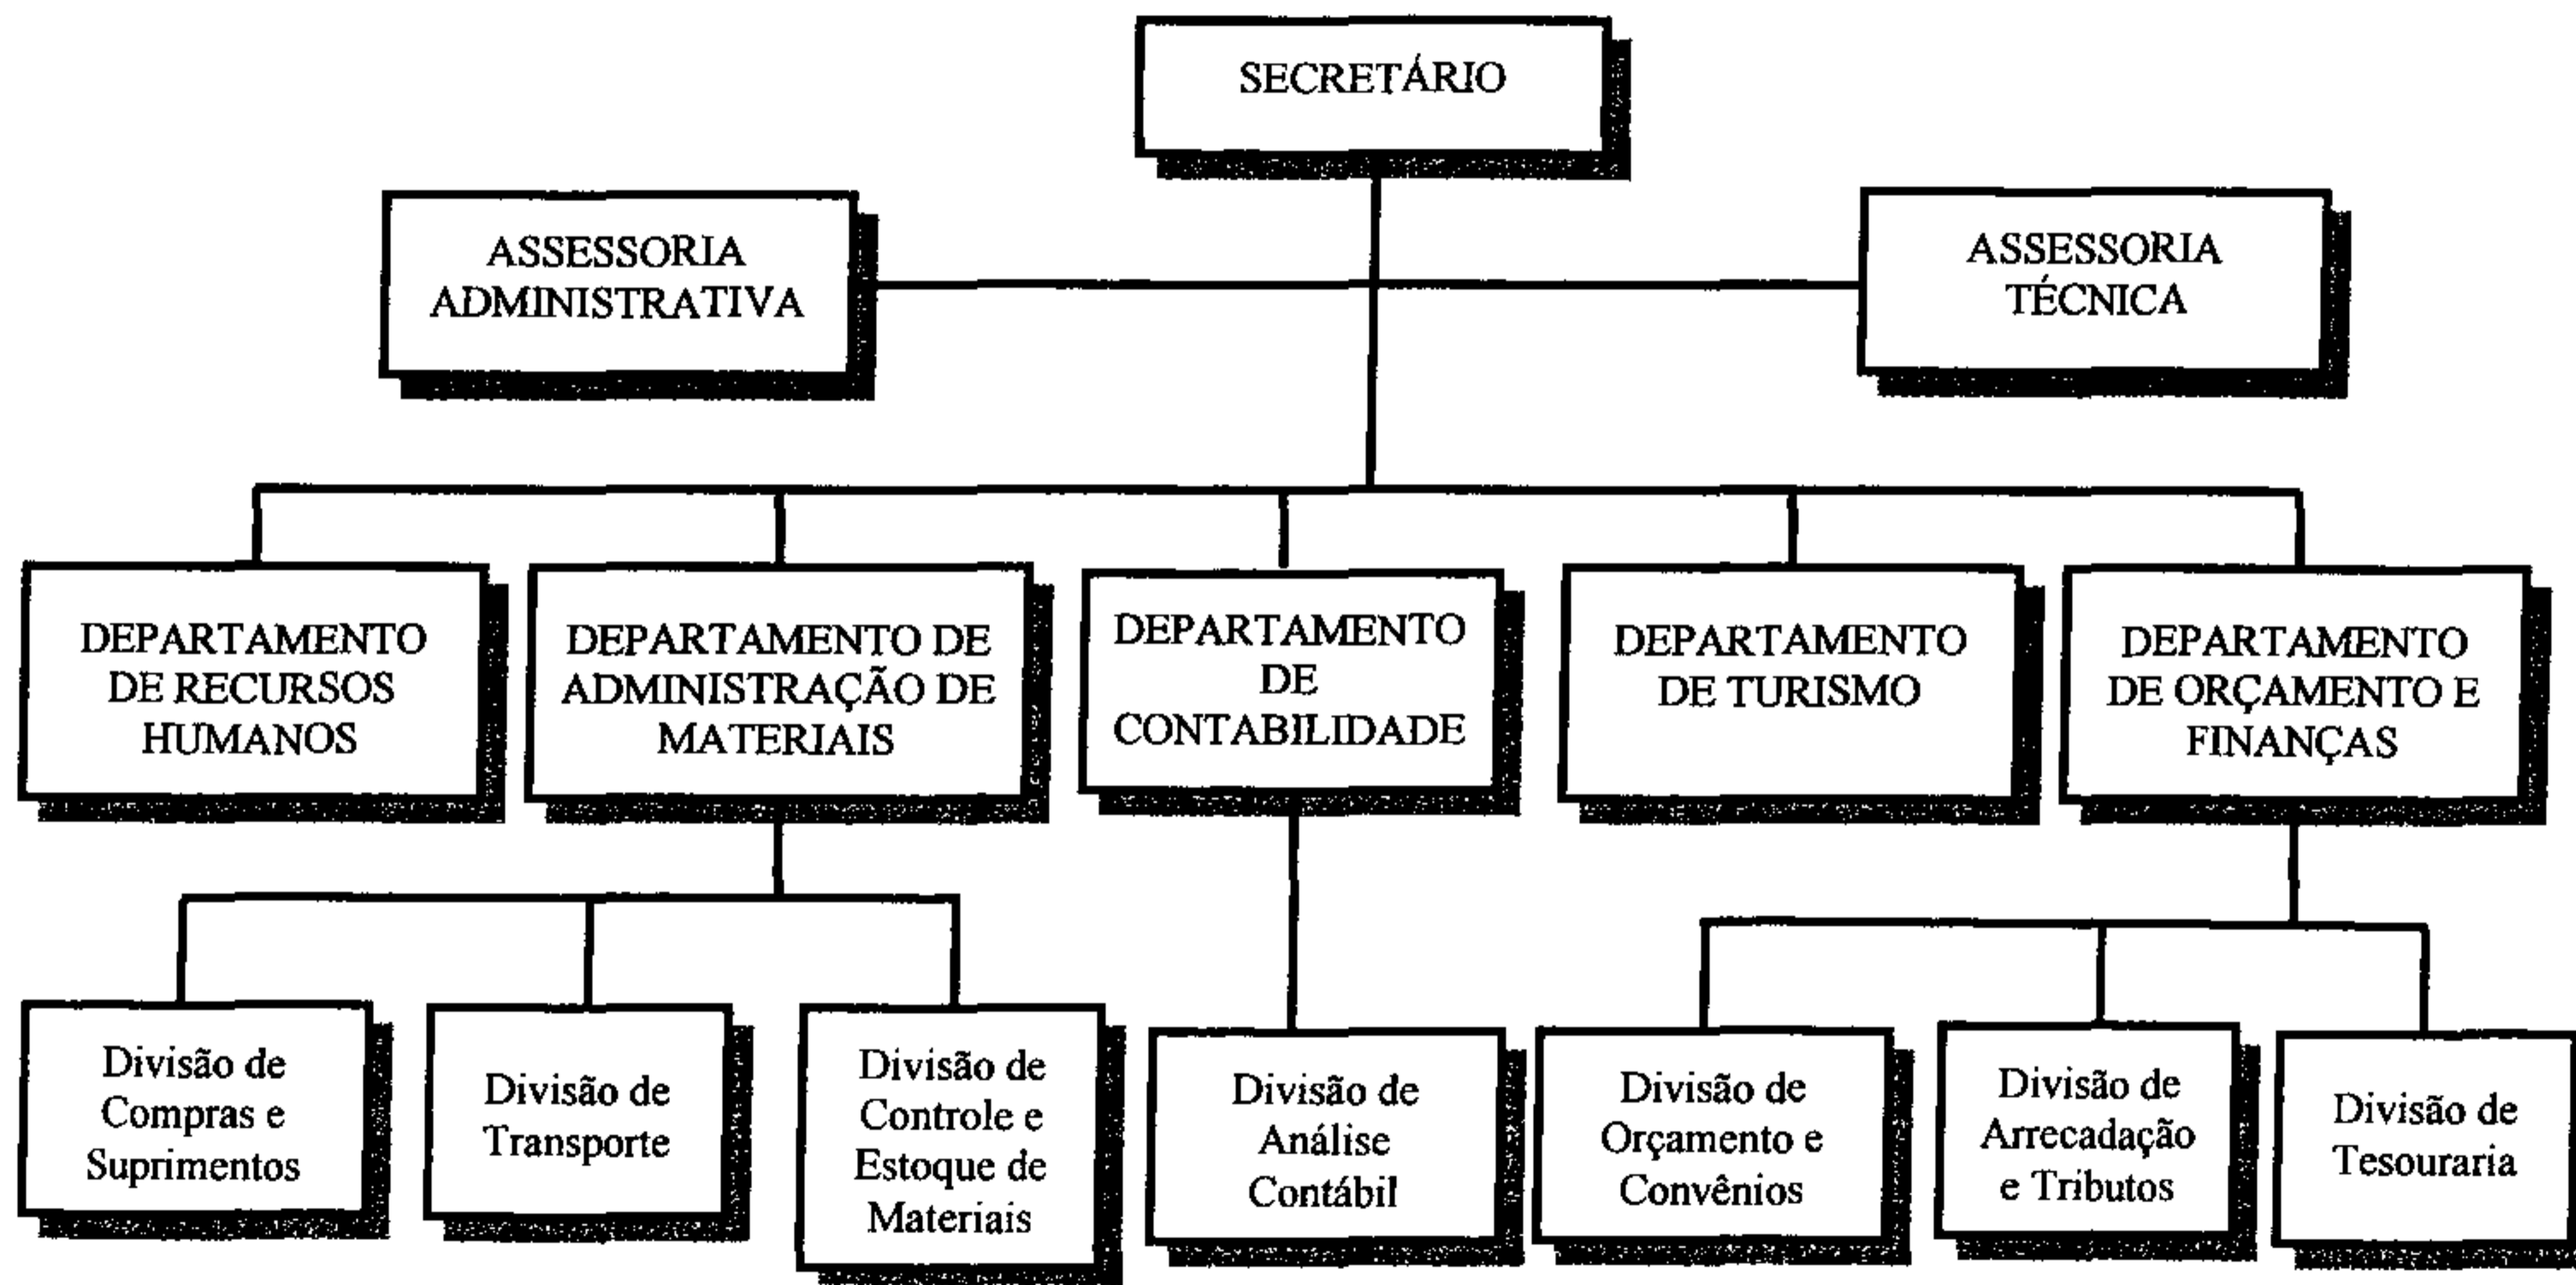 SECRETÁRIO
ASSESSORIA
ADMINISTRATIVA
ASSESSORIA
TÉCNICA
DEPARTAMENTO
DE RECURSOS
HUMANOS
DEPARTAMENTO DE
ADMINISTRAÇÃO DE
MATERIAIS
DEPARTAMENTO
DE
CONTABILIDADE
DEPARTAMENTO
DE TURISMO
DEPARTAMENTO
DE ORÇAMENTO E
FINANÇAS
Divisão de
Compras e
Suprimentos
Divisão de
Transporte
Divisão de
Controle e
Estoque de
Materiais
Divisão de
Análise
Contábil
Divisão de
Orçamento e
Convênios
Divisão de
Arrecadação
e Tributos
Divisão de
Tesouraria